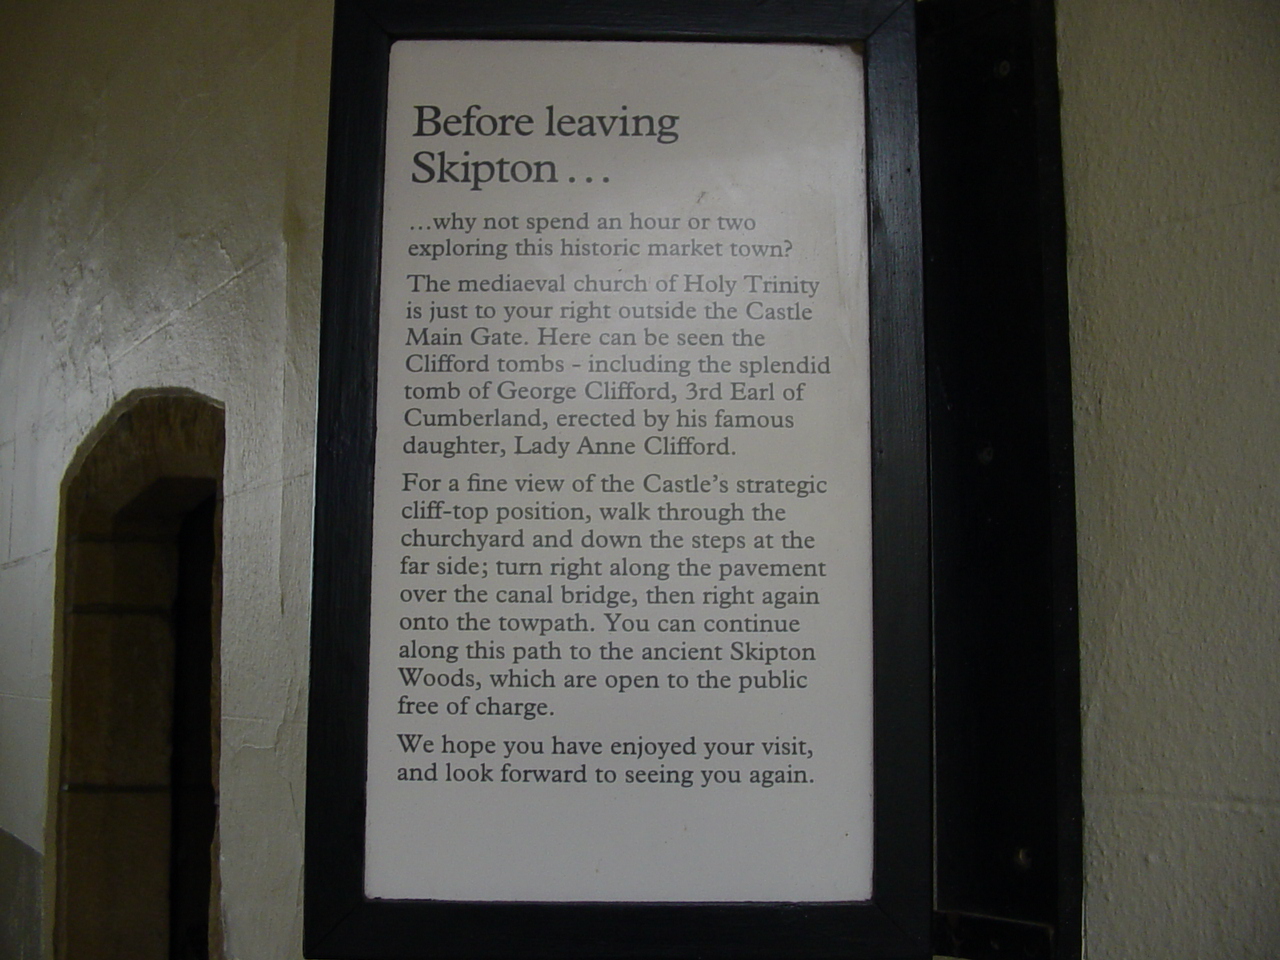 Before leaving
Skipton...
...why not spend an hour or two
exploring this historic market town?
The mediaeval church of Holy Trinity
is just to your right outside the Castle
Main Gate. Here can be seen the
Clifford tombs - including the splendid
tomb of George Clifford, 3rd Earl of
Cumberland, erected by his famous
daughter, Lady Anne Clifford.
For a fine view of the Castle's strategic
cliff-top position, walk through the
churchyard and down the steps at the
far side; turn right along the pavement
over the canal bridge, then right again
onto the towpath. You can continue
along this path to the ancient Skipton
Woods, which are open to the public
free of charge.
We hope you have enjoyed your visit,
and look forward to seeing you again.